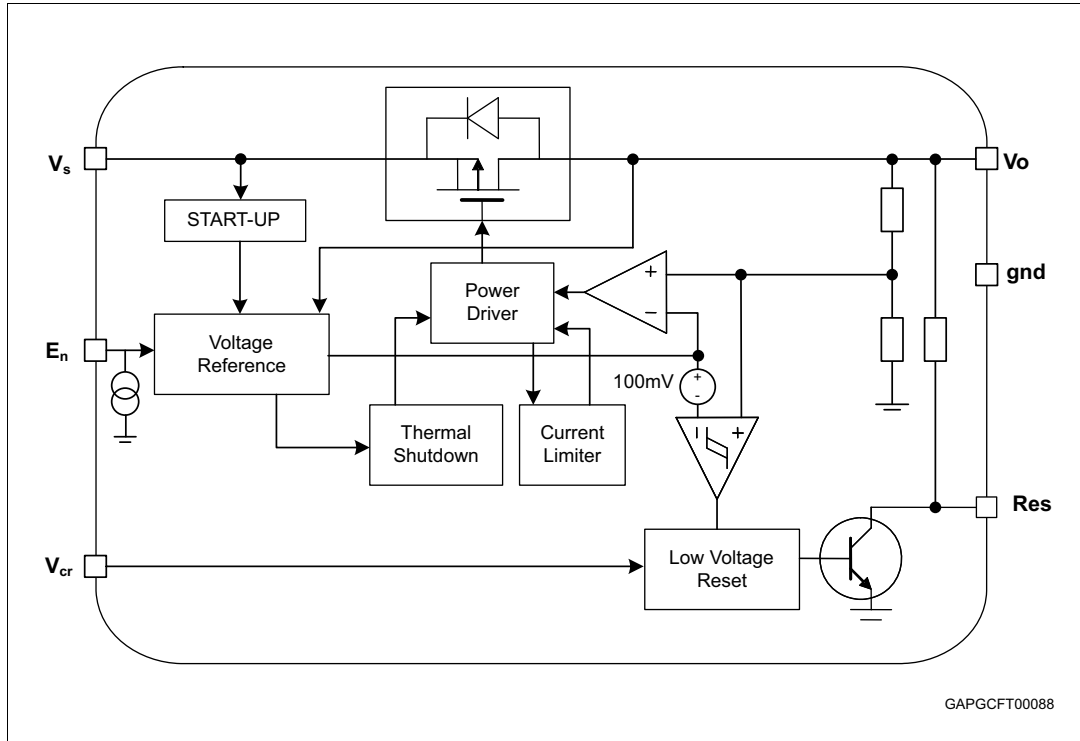 Vs
Vo
START-UP
gnd
+
−
Power
Driver
En
Voltage
Reference
100mV
+
-
Thermal
Shutdown
Current
Limiter
−
+
Res
Vcr
Low Voltage
Reset
GAPGCFT00088